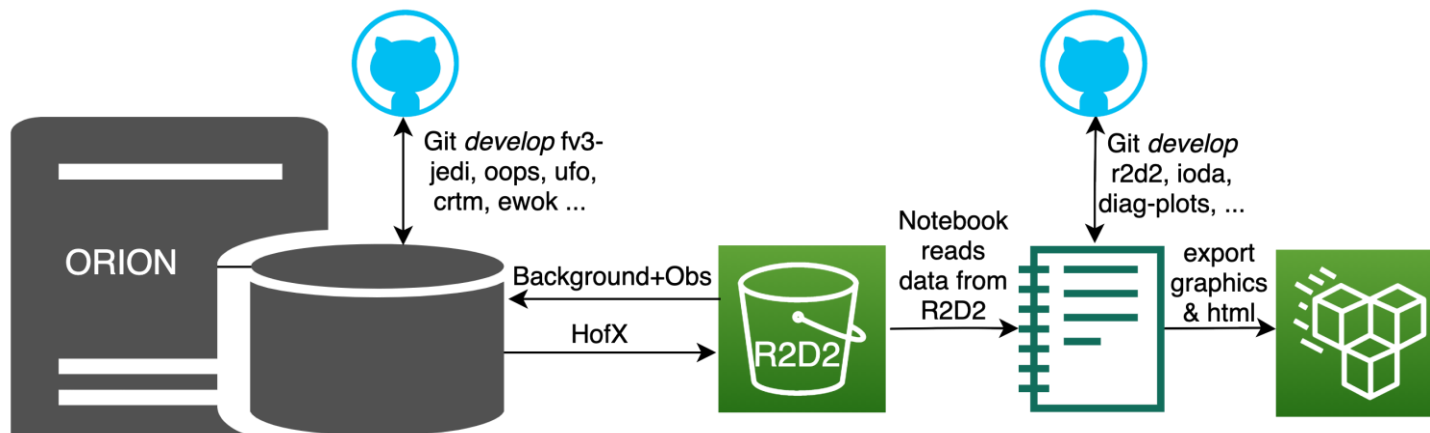 Git develop fv3-
jedi, oops, ufo,
crtm, ewok ...
Git develop
r2d2, ioda,
diag-plots, ...
ORION
Background+Obs
HofX
R2D2
Notebook
reads
data from
R2D2
export
graphics
& html